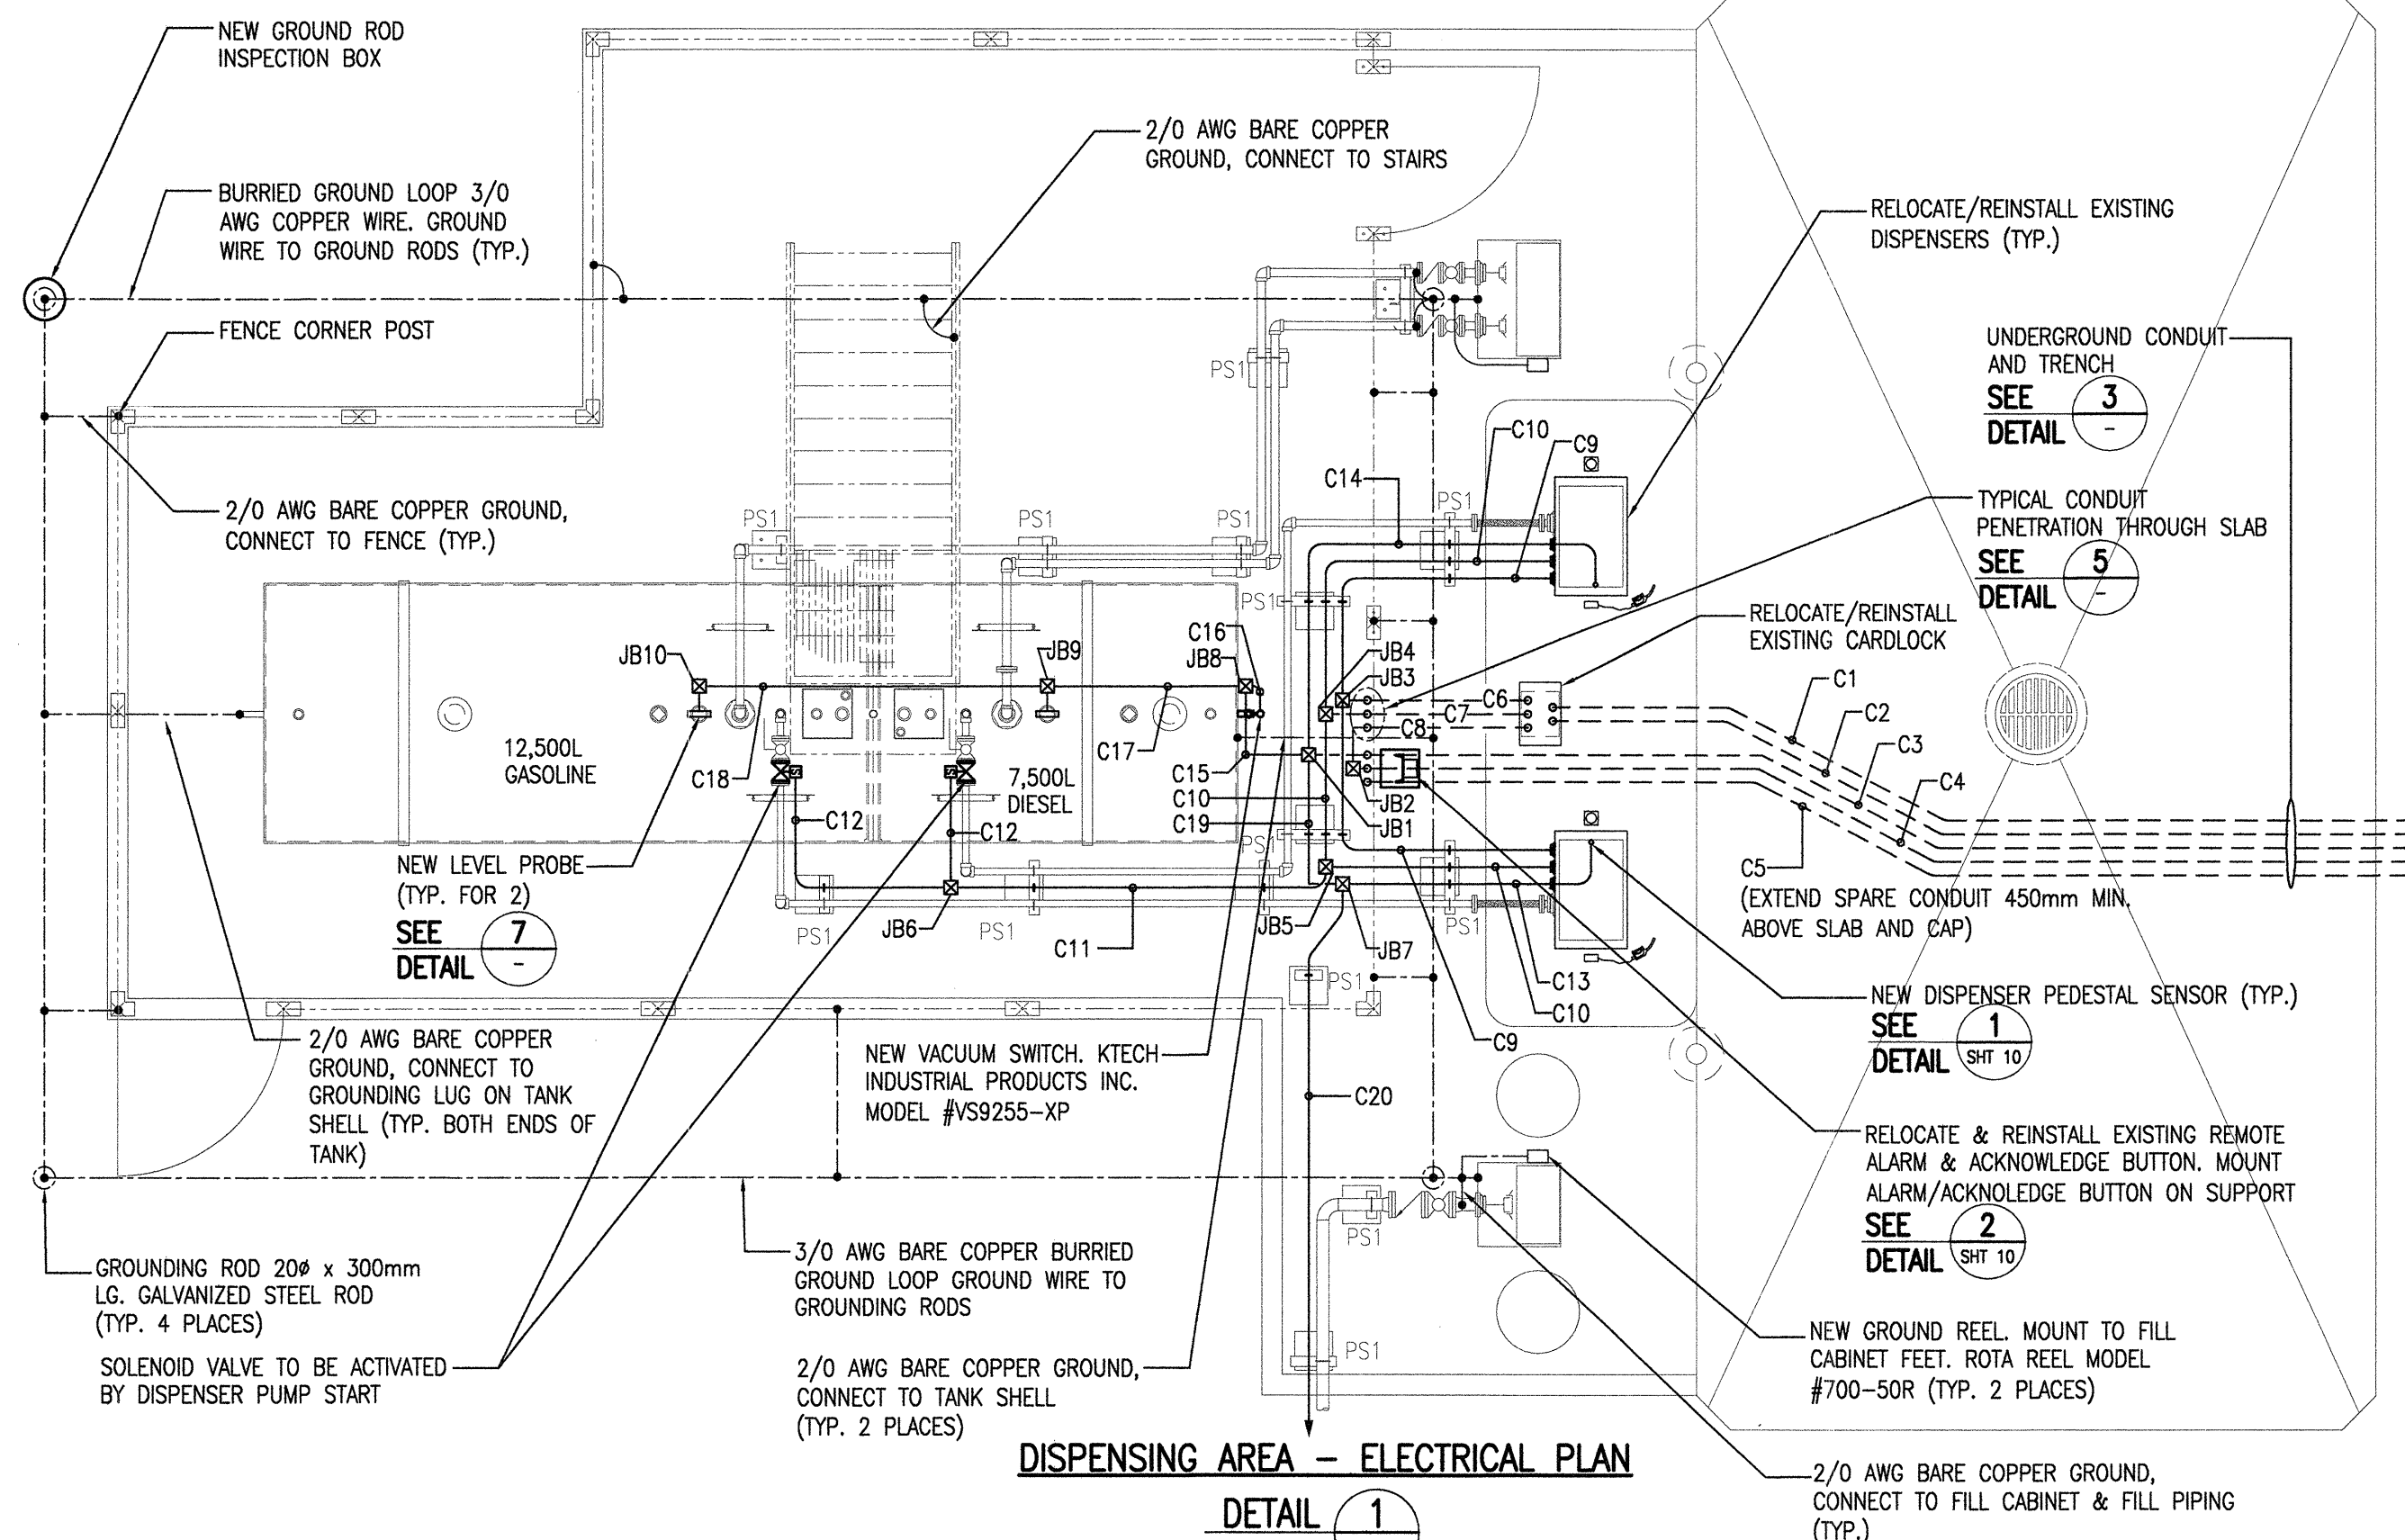 NEW GROUND ROD
INSPECTION BOX
BURRIED GROUND LOOP 3/0
AWG COPPER WIRE. GROUND
WIRE TO GROUND RODS (TYP.)
FENCE CORNER POST
2/0 AWG BARE COPPER GROUND,
CONNECT TO FENCE (TYP.)
2/0 AWG BARE COPPER
GROUND, CONNECT TO STAIRS
RELOCATE/REINSTALL EXISTING
DISPENSERS (TYP.)
UNDERGROUND CONDUIT
AND TRENCH
SEE 3
DETAIL -
TYPICAL CONDUIT
PENETRATION THROUGH SLAB
SEE 5
DETAIL -
RELOCATE/REINSTALL
EXISTING CARDLOCK
PS1
C10
C9
C14
PS1
PS1
PS1
PS1
PS1
C16
JB10
JB9
JB8
JB4
JB3
C6
C7
C8
C1
C2
C3
C4
12,500L
GASOLINE
C18
C17
C15
7,500L
DIESEL
C10
JB2
C19
JB1
C12
C12
PS1
C5
(EXTEND SPARE CONDUIT 450mm MIN.
ABOVE SLAB AND CAP)
NEW LEVEL PROBE
(TYP. FOR 2)
SEE 7
DETAIL -
PS1
JB6
PS1
C11
JB5
PS1
JB7
PS1
C13
C10
C9
C20
NEW DISPENSER PEDESTAL SENSOR (TYP.)
SEE 1
DETAIL SHT 10
2/0 AWG BARE COPPER
GROUND, CONNECT TO
GROUNDING LUG ON TANK
SHELL (TYP. BOTH ENDS OF
TANK)
NEW VACUUM SWITCH. KTECH
INDUSTRIAL PRODUCTS INC.
MODEL #VS9255-XP
RELOCATE & REINSTALL EXISTING REMOTE
ALARM & ACKNOWLEDGE BUTTON. MOUNT
ALARM/ACKNOLEDGE BUTTON ON SUPPORT
SEE 2
DETAIL SHT 10
GROUNDING ROD 20ø x 300mm
LG. GALVANIZED STEEL ROD
(TYP. 4 PLACES)
SOLENOID VALVE TO BE ACTIVATED
BY DISPENSER PUMP START
3/0 AWG BARE COPPER BURRIED
GROUND LOOP GROUND WIRE TO
GROUNDING RODS
2/0 AWG BARE COPPER GROUND,
CONNECT TO TANK SHELL
(TYP. 2 PLACES)
PS1
PS1
NEW GROUND REEL. MOUNT TO FILL
CABINET FEET. ROTA REEL MODEL
#700-50R (TYP. 2 PLACES)
2/0 AWG BARE COPPER GROUND,
CONNECT TO FILL CABINET & FILL PIPING
(TYP.)
DISPENSING AREA - ELECTRICAL PLAN
DETAIL 1